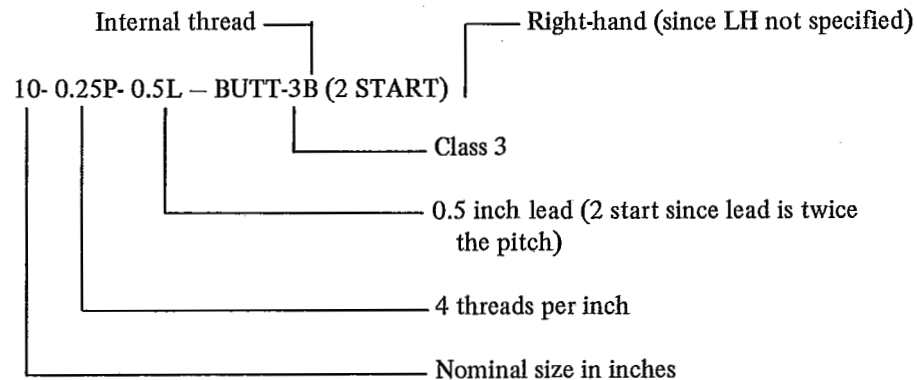 Internal thread
Right-hand (since LH not specified)
10- 0.25P- 0.5L – BUTT-3B (2 START)
Class 3
0.5 inch lead (2 start since lead is twice
the pitch)
4 threads per inch
Nominal size in inches